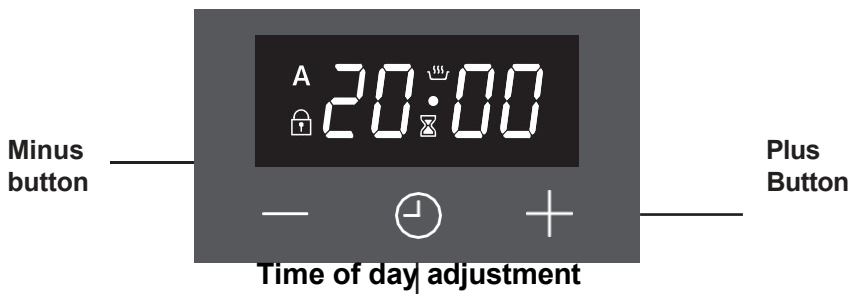 A 20:00
Minus
button
Plus
Button
Time of day adjustment